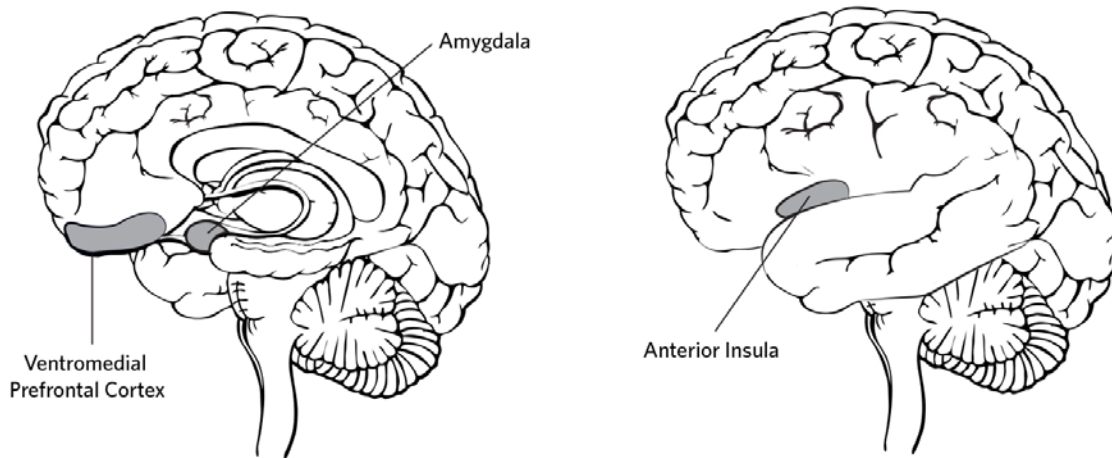 Amygdala
Ventromedial
Prefrontal Cortex
Anterior Insula